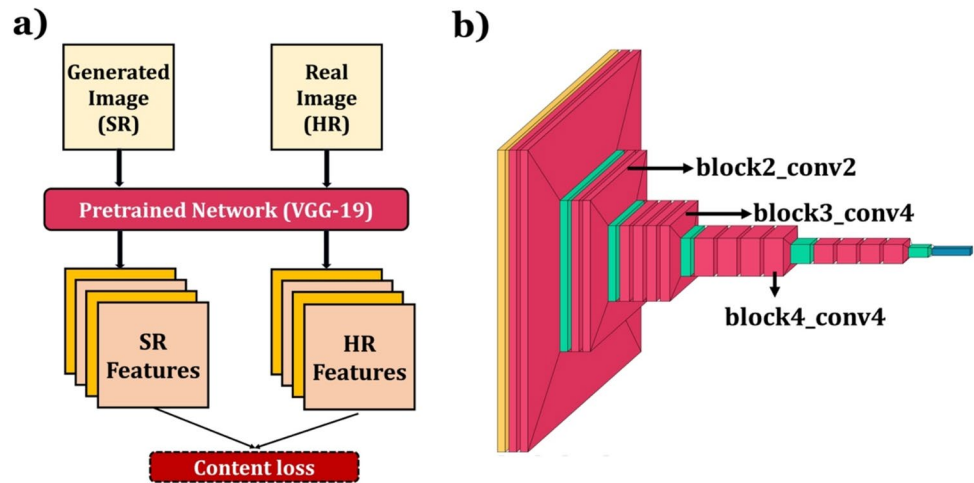 a)
Generated
Image
(SR)
Real
Image
(HR)
Pretrained Network (VGG-19)
SR
Features
HR
Features
Content loss
b)
block2_conv2
block3_conv4
block4_conv4